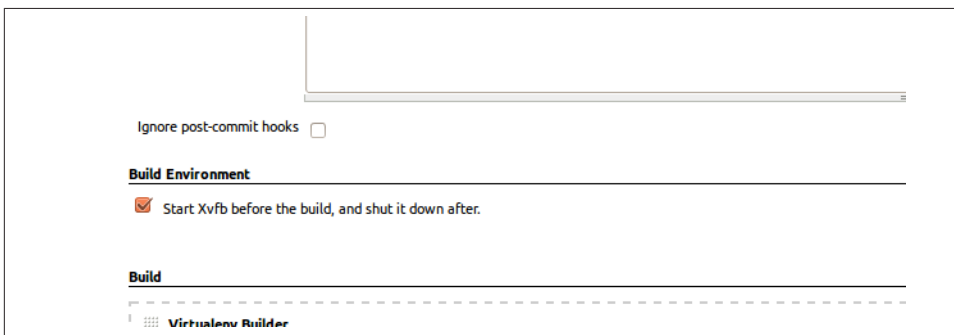 Ignore post-commit hooks
Build Environment
Start Xvfb before the build, and shut it down after.
Build
Virtualenv Builder